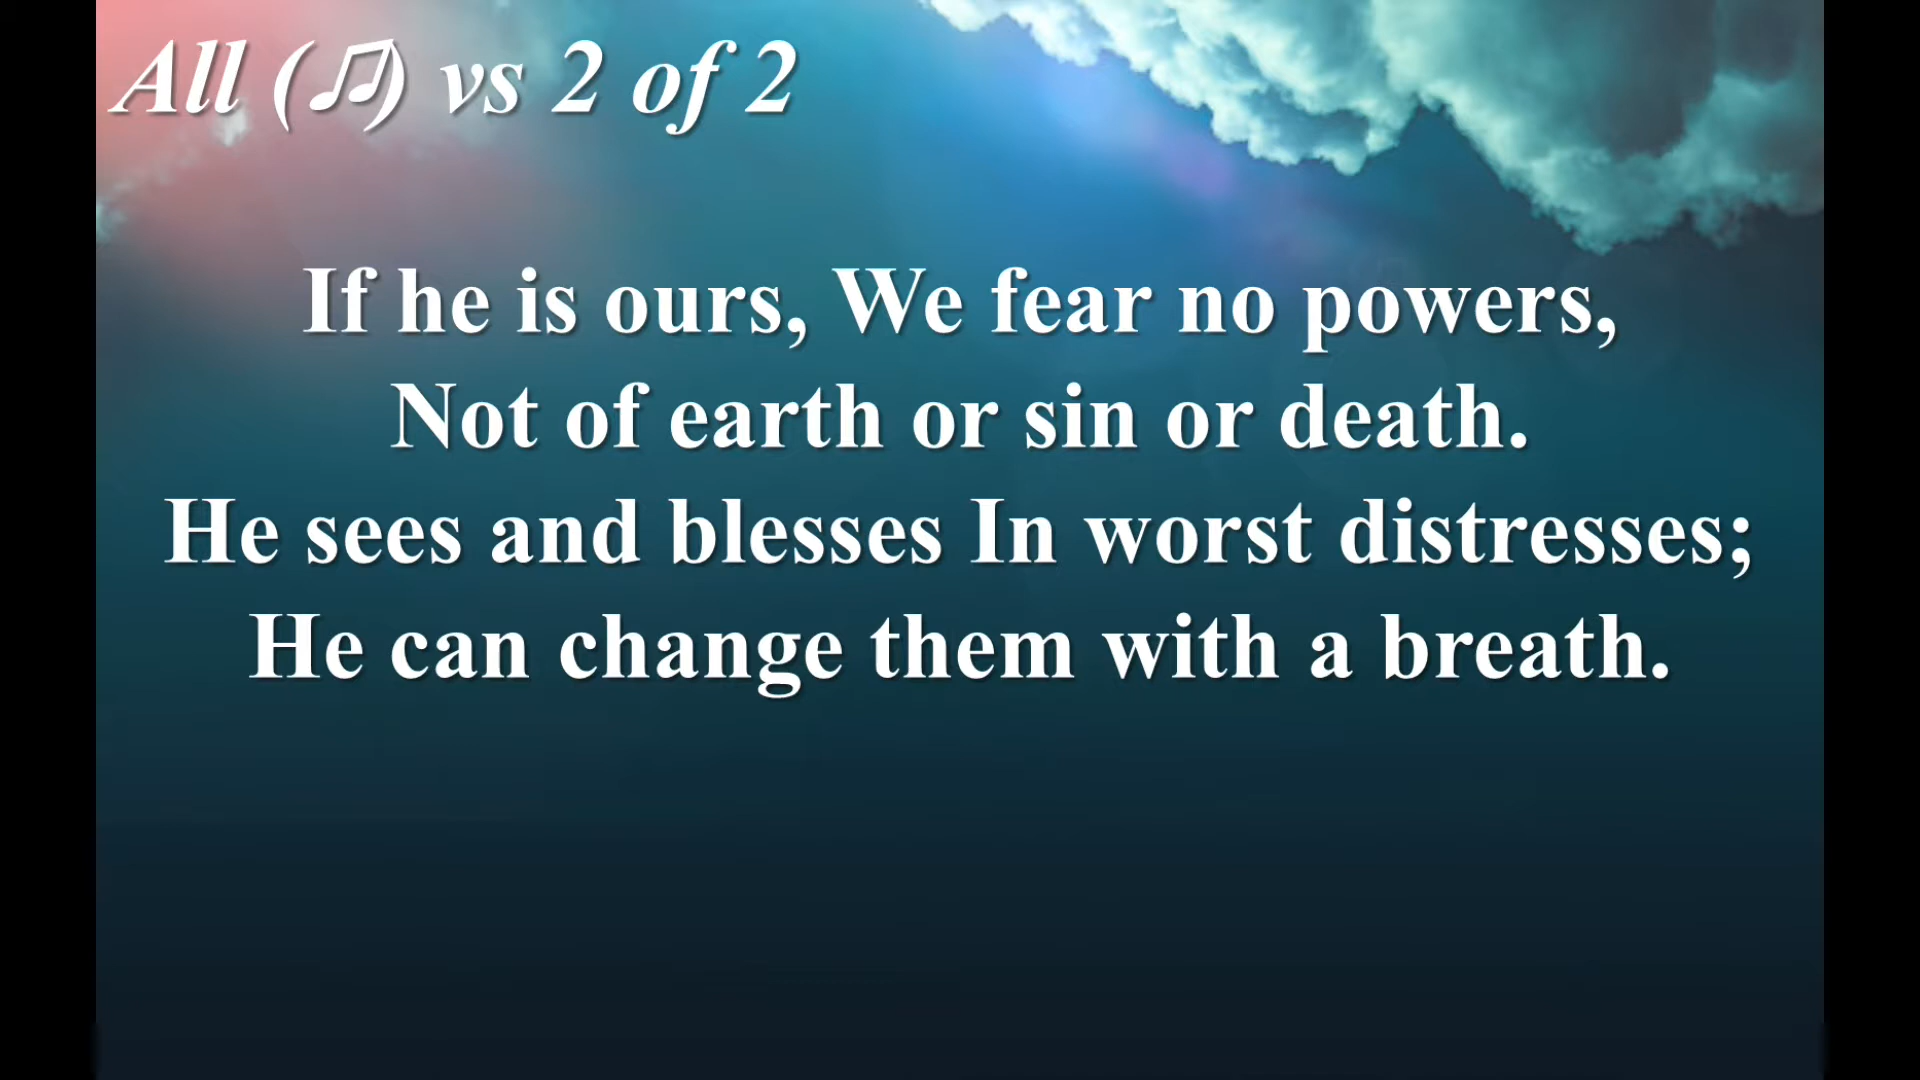 All (♫) vs 2 of 2
If he is ours, We fear no powers,
Not of earth or sin or death.
He sees and blesses In worst distresses;
He can change them with a breath.